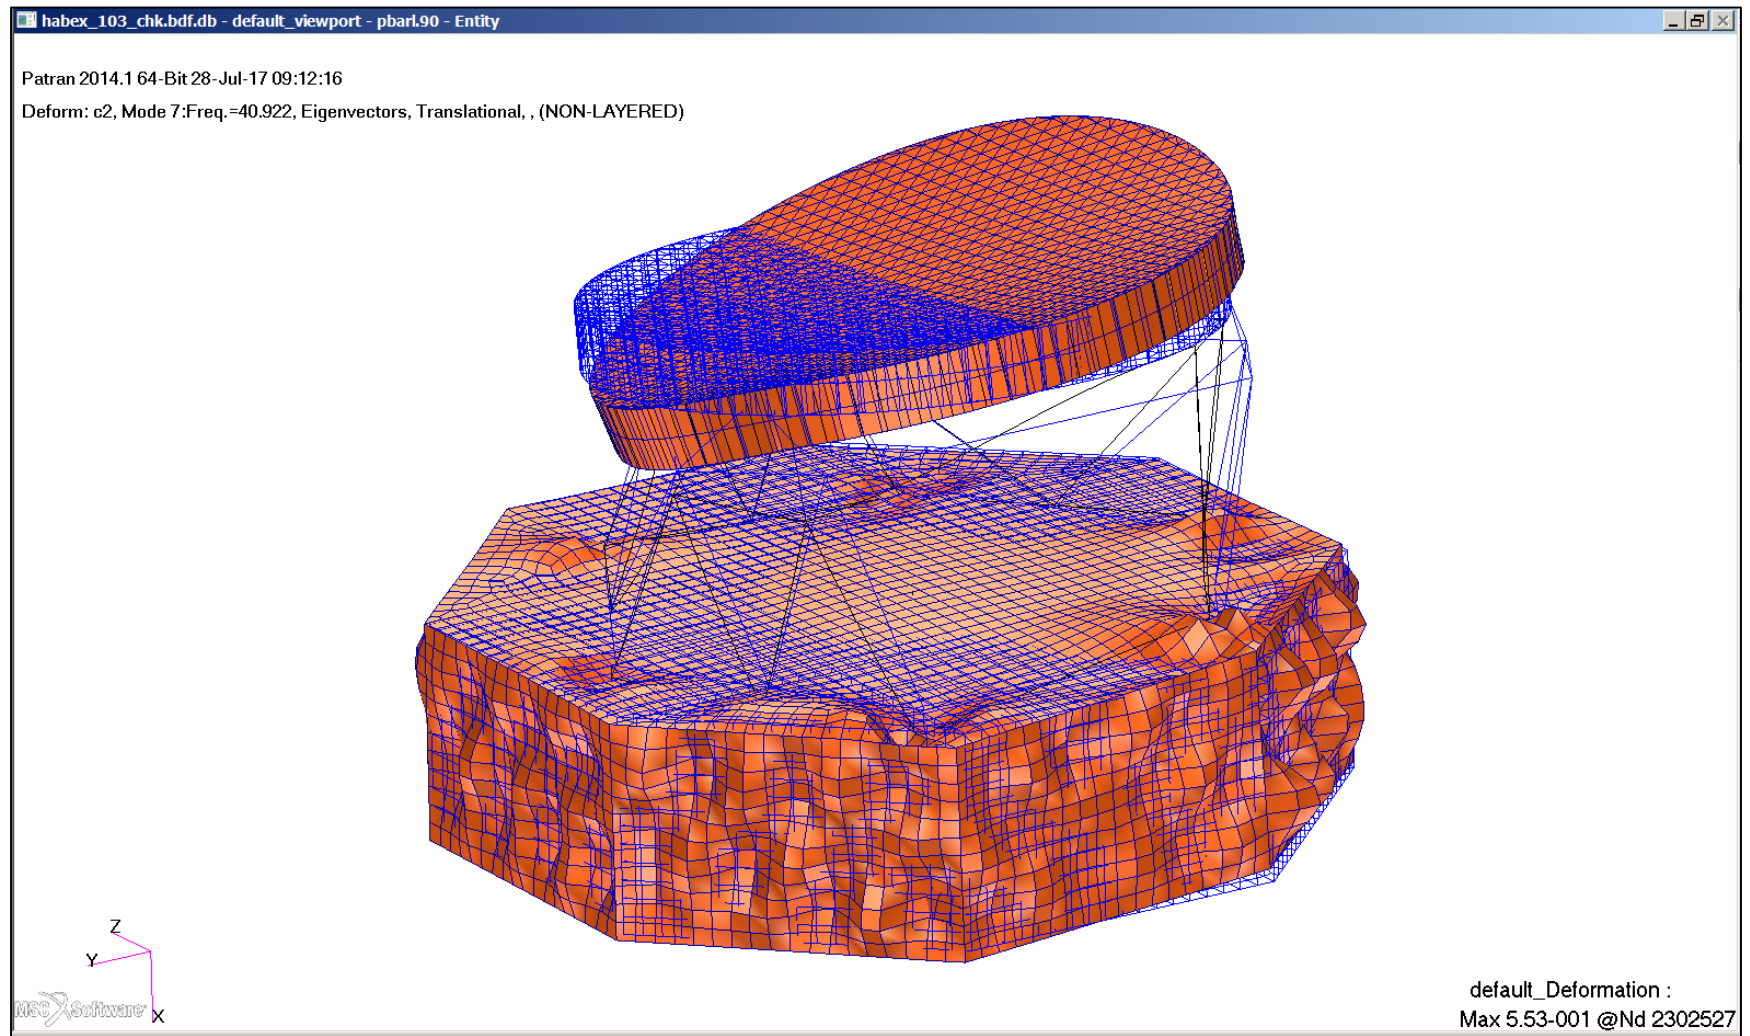 habex_103_chk.bdf.db - default_viewport - pbarl.90 - Entity
Patran 2014.1 64-Bit 28-Jul-17 09:12:16
Deform: c2, Mode 7:Freq.=40.922, Eigenvectors, Translational, , (NON-LAYERED)
Z
Y
X
MSC Software
default_Deformation :
Max 5.53-001 @Nd 2302527